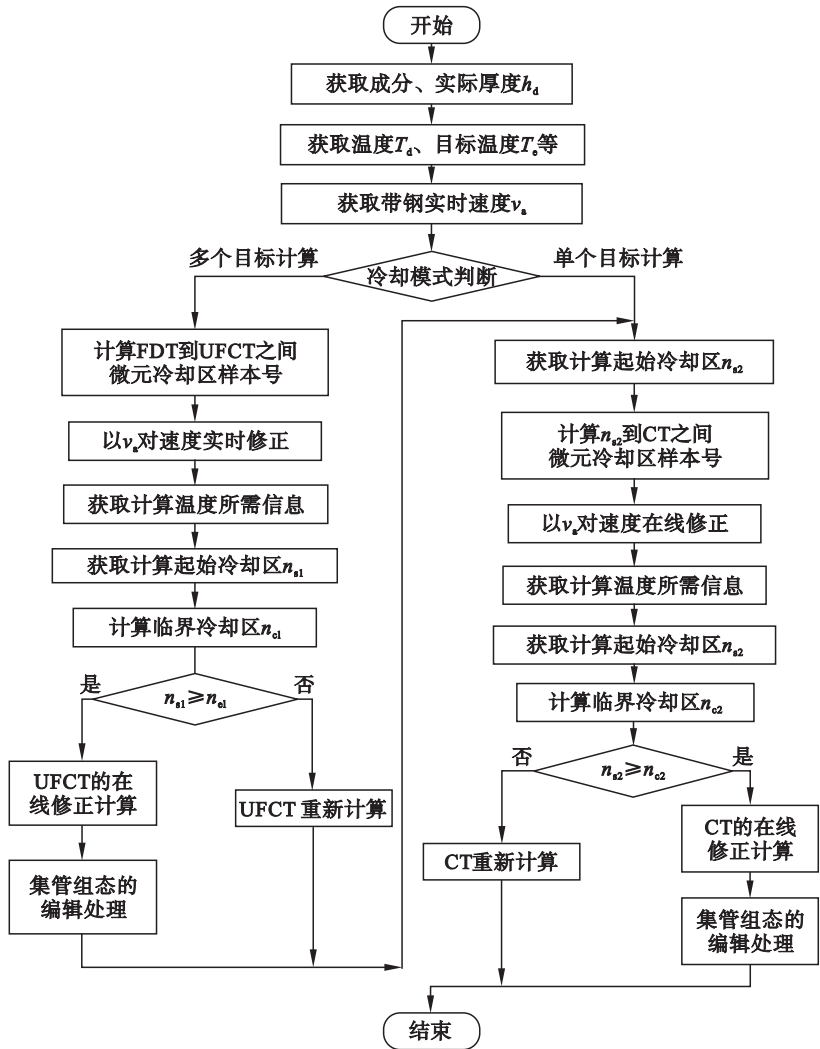 开始
获取成分、实际厚度hd
获取温度Td、目标温度Te等
获取带钢实时速度va
多个目标计算
冷却模式判断
单个目标计算
计算FDT到UFCT之间
微元冷却区样本号
以va对速度实时修正
获取计算温度所需信息
获取计算起始冷却区ns1
计算临界冷却区nc1
是
ns1≥nc1
否
UFCT的在
线修正计算
UFCT 重新计算
集管组态的
编辑处理
获取计算起始冷却区ns2
计算ns2到CT之间
微元冷却区样本号
以va对速度在线修正
获取计算温度所需信息
获取计算起始冷却区ns2
计算临界冷却区nc2
否
ns2≥nc2
是
CT重新计算
CT的在线
修正计算
集管组态的
编辑处理
结束